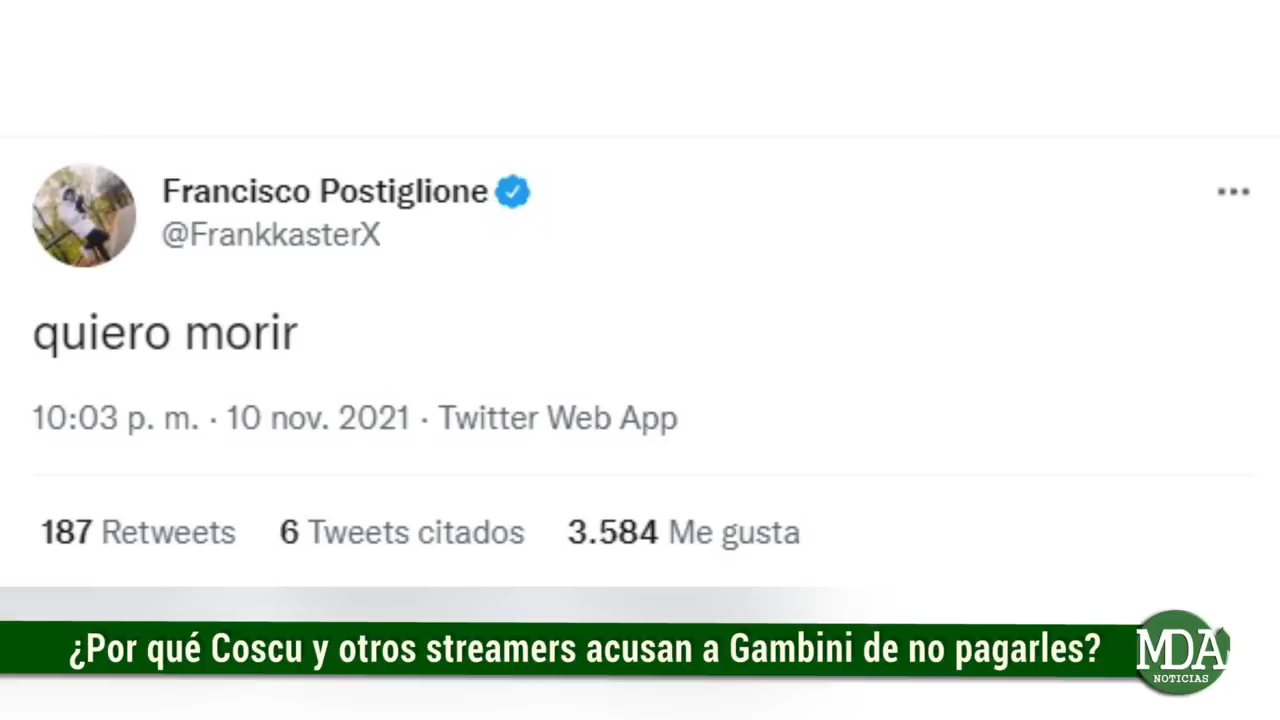 Francisco Postiglione
@FrankkasterX
quiero morir
10:03 p. m. · 10 nov. 2021 · Twitter Web App
187 Retweets 6 Tweets citados 3.584 Me gusta
¿Por qué Coscu y otros streamers acusan a Gambini de no pagarles?
MDA
NOTICIAS